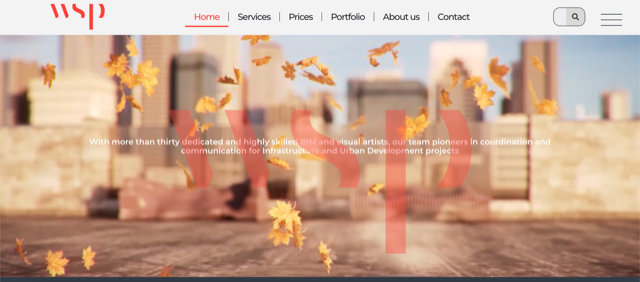 wsp
Home
Services
Prices
Portfolio
About us
Contact
wsp
With more than thirty dedicated and highly skilled BIM and visual artists, our team pioneers in coordination and
communication for Infrastructure and Urban Development projects